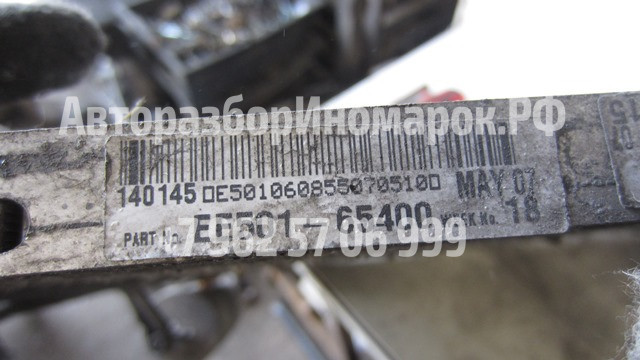 АвторазборИномарок.РФ
140145 DE5010608550705100 MAY 07
PART No. E5501-65400 18
7 962 57 06 999